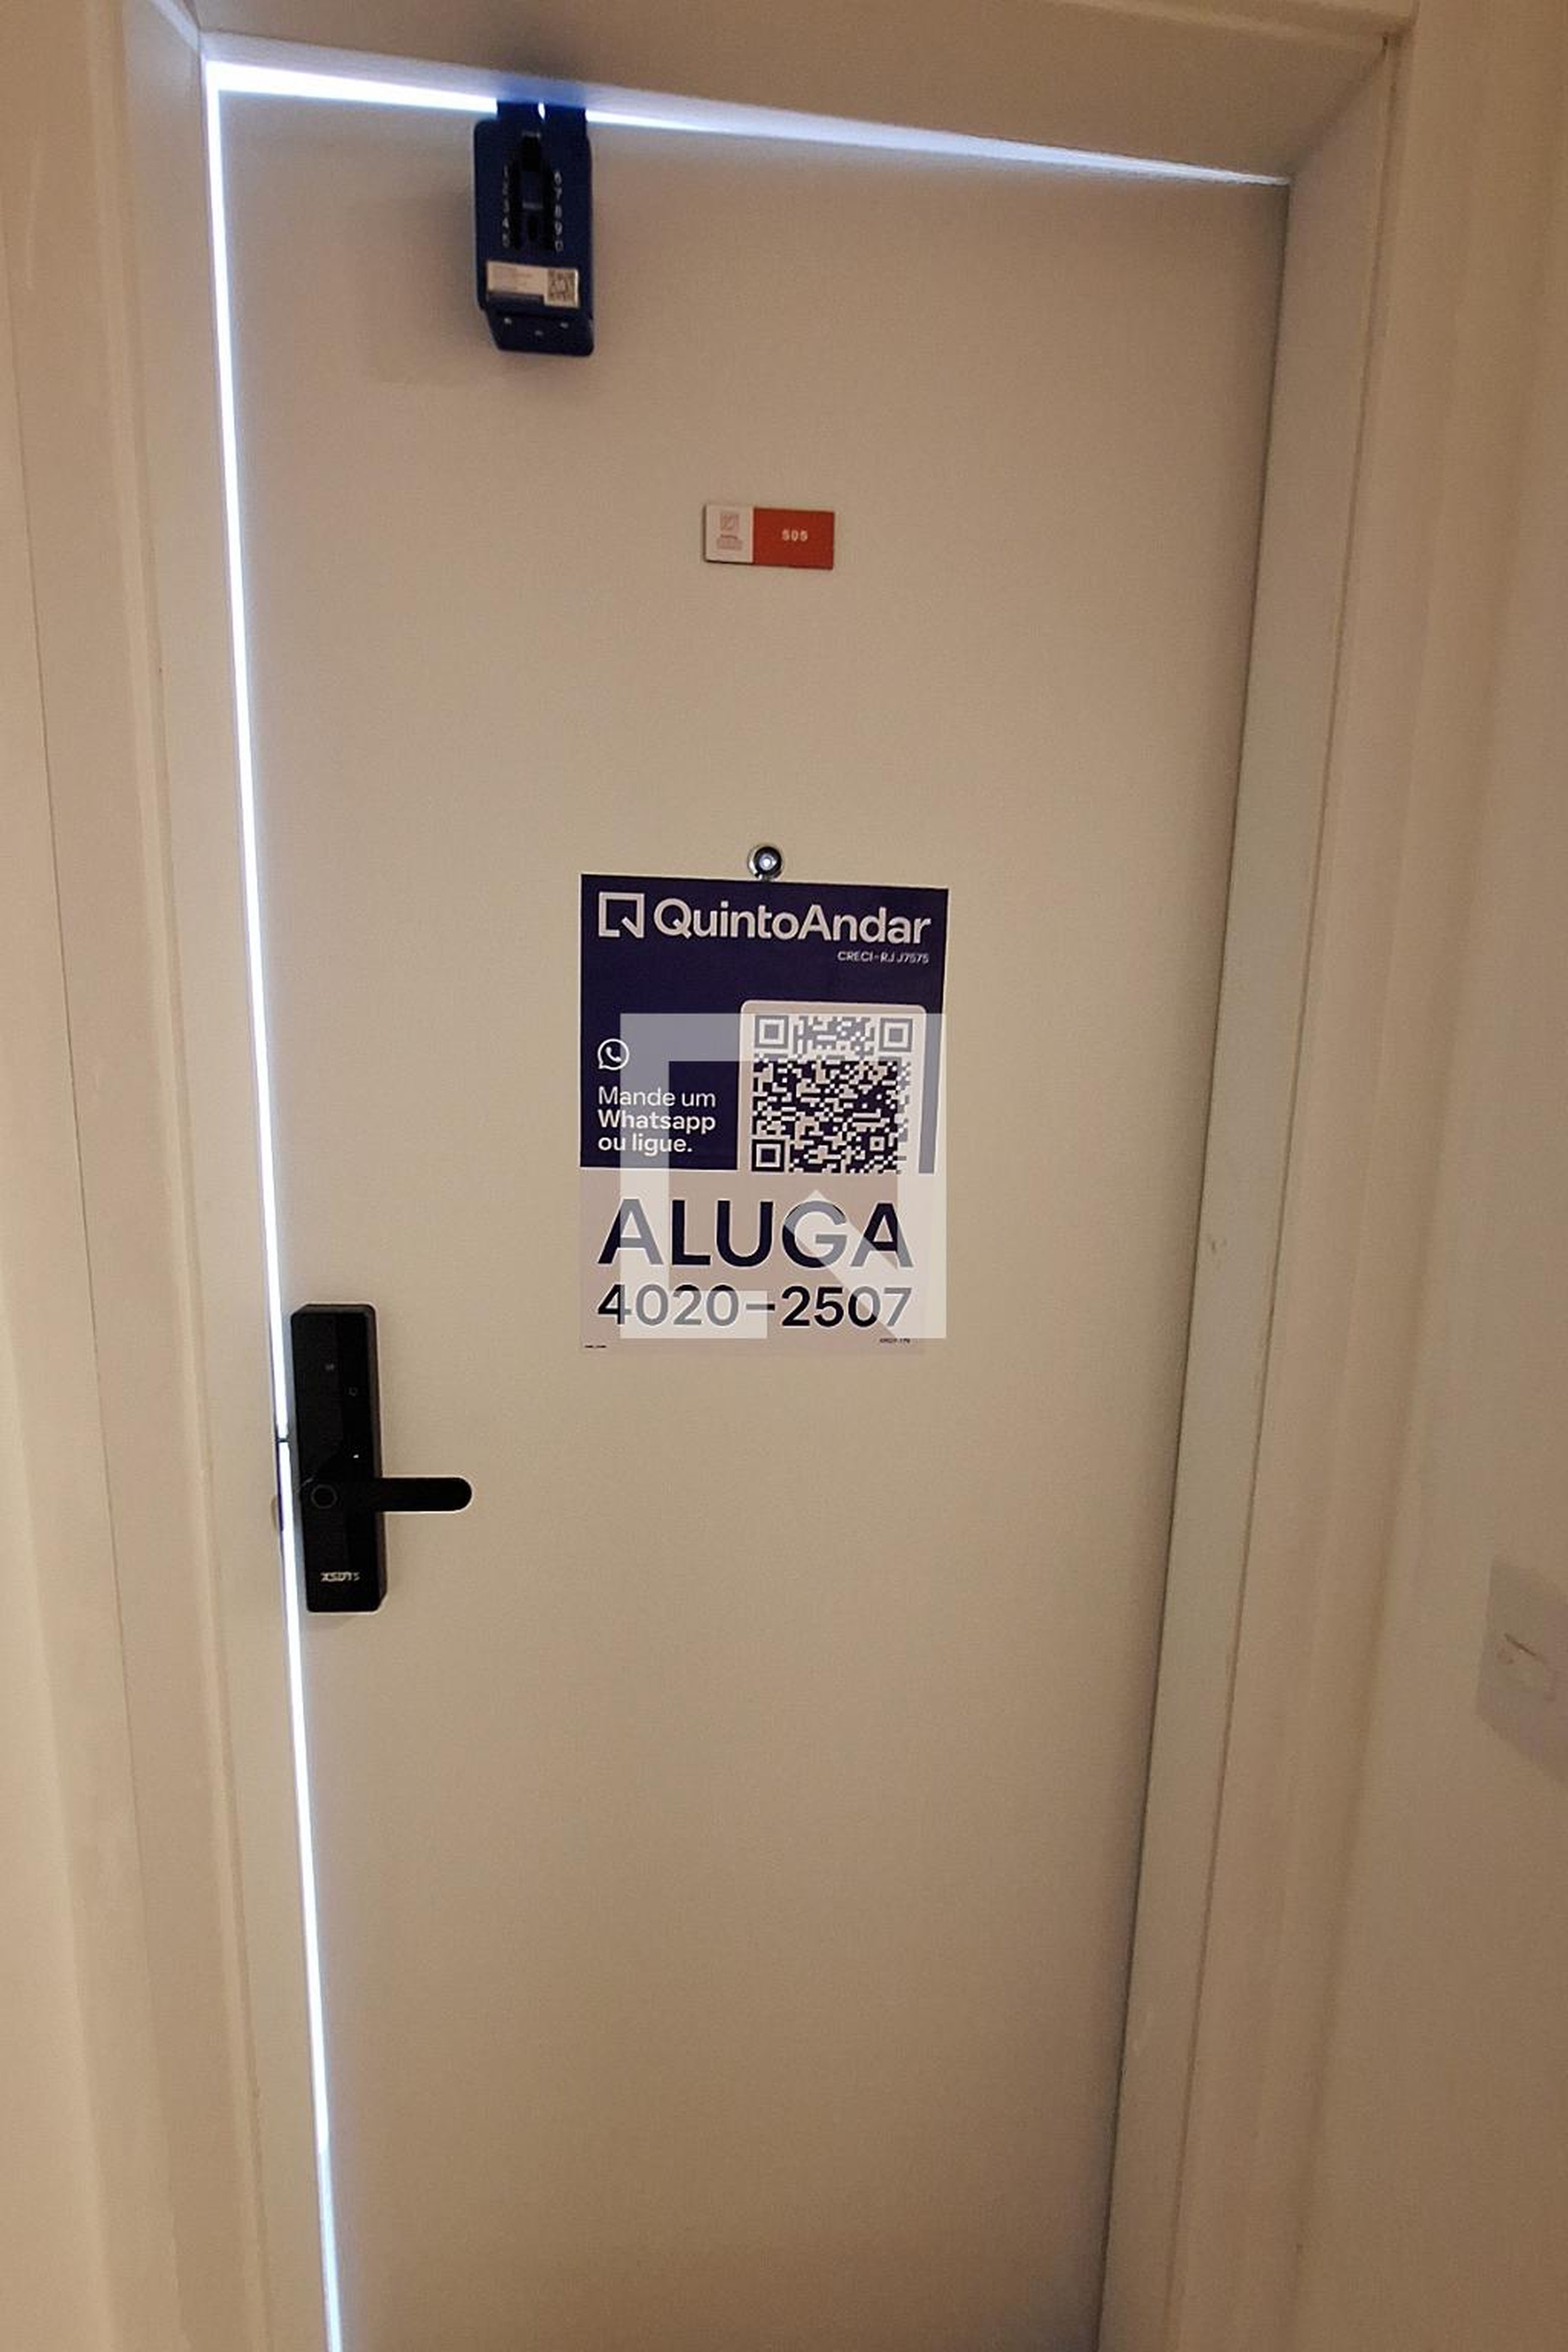 505
QuintoAndar
CRECI-RJ J7575
Mande um
Whatsapp
ou ligue.
ALUGA
4020-2507